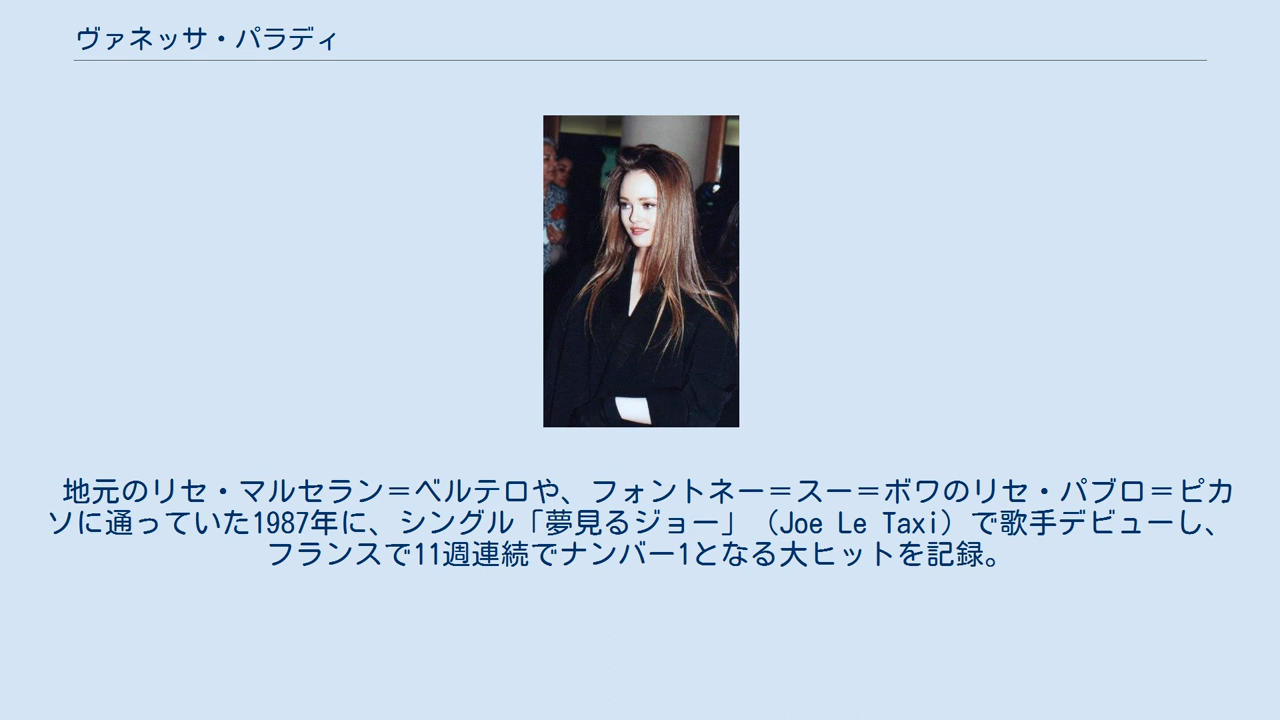 ヴァネッサ・パラディ
地元のリセ・マルセラン＝ベルテロや、フォントネー＝スー＝ボワのリセ・パブロ＝ピカ
ソに通っていた1987年に、シングル「夢見るジョー」（Joe Le Taxi）で歌手デビューし、
フランスで11週連続でナンバー1となる大ヒットを記録。